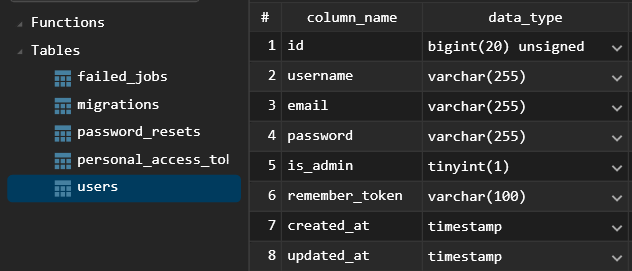 Functions
Tables
failed_jobs
migrations
password_resets
personal_access_to
users
# column_name data_type
1 id bigint(20) unsigned
2 username varchar(255)
3 email varchar(255)
4 password varchar(255)
5 is_admin tinyint(1)
6 remember_token varchar(100)
7 created_at timestamp
8 updated_at timestamp